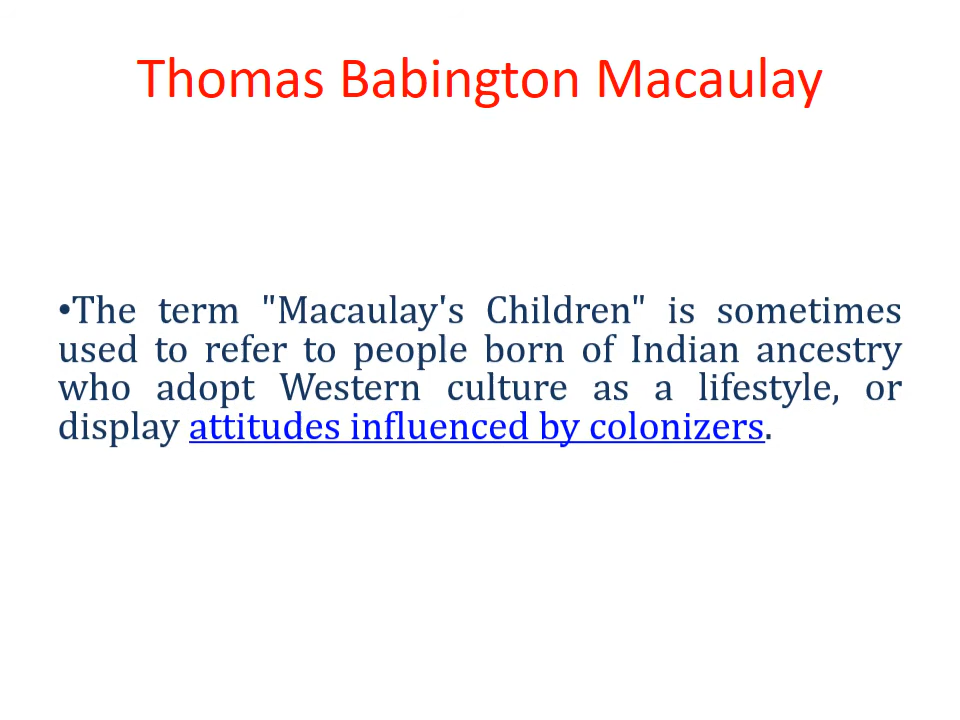 Thomas Babington Macaulay
•The term "Macaulay's Children" is sometimes
used to refer to people born of Indian ancestry
who adopt Western culture as a lifestyle, or
display attitudes influenced by colonizers.